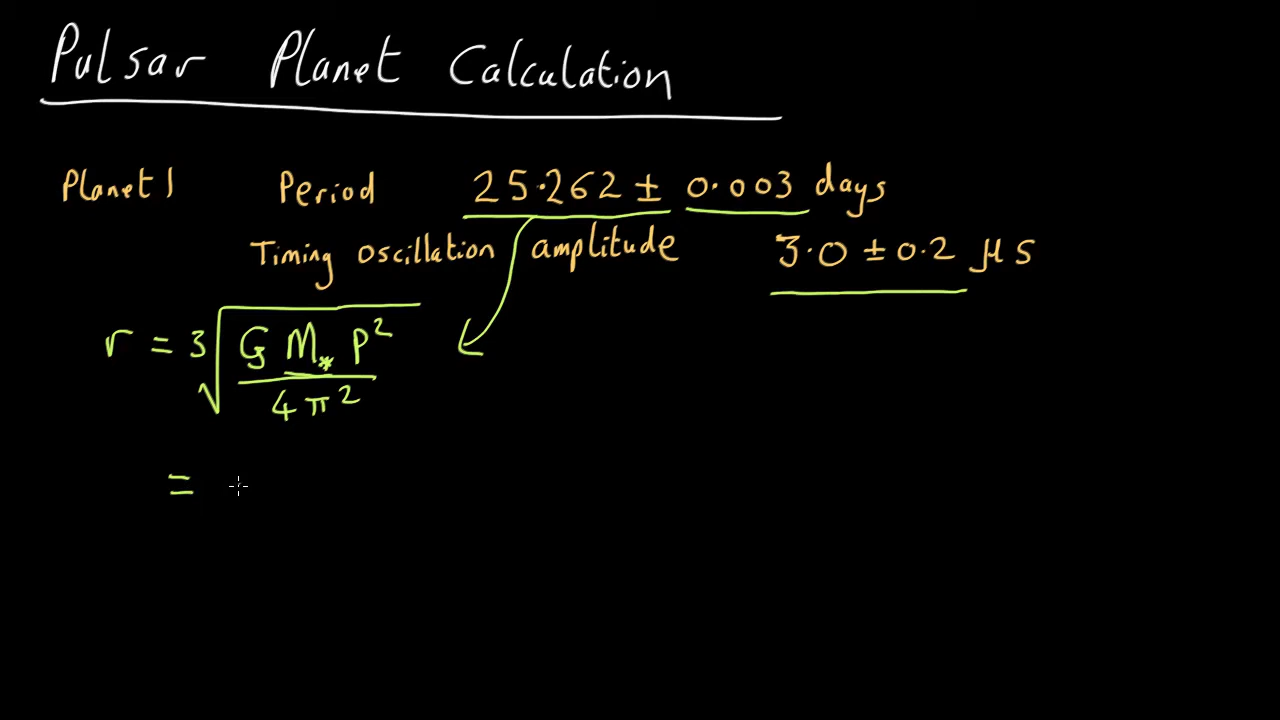 Pulsar Planet Calculation
Planet 1 Period 25.262 ± 0.003 days
Timing oscillation amplitude 3.0 ± 0.2 μs
r = ³√(G M* P² / 4π²)
=